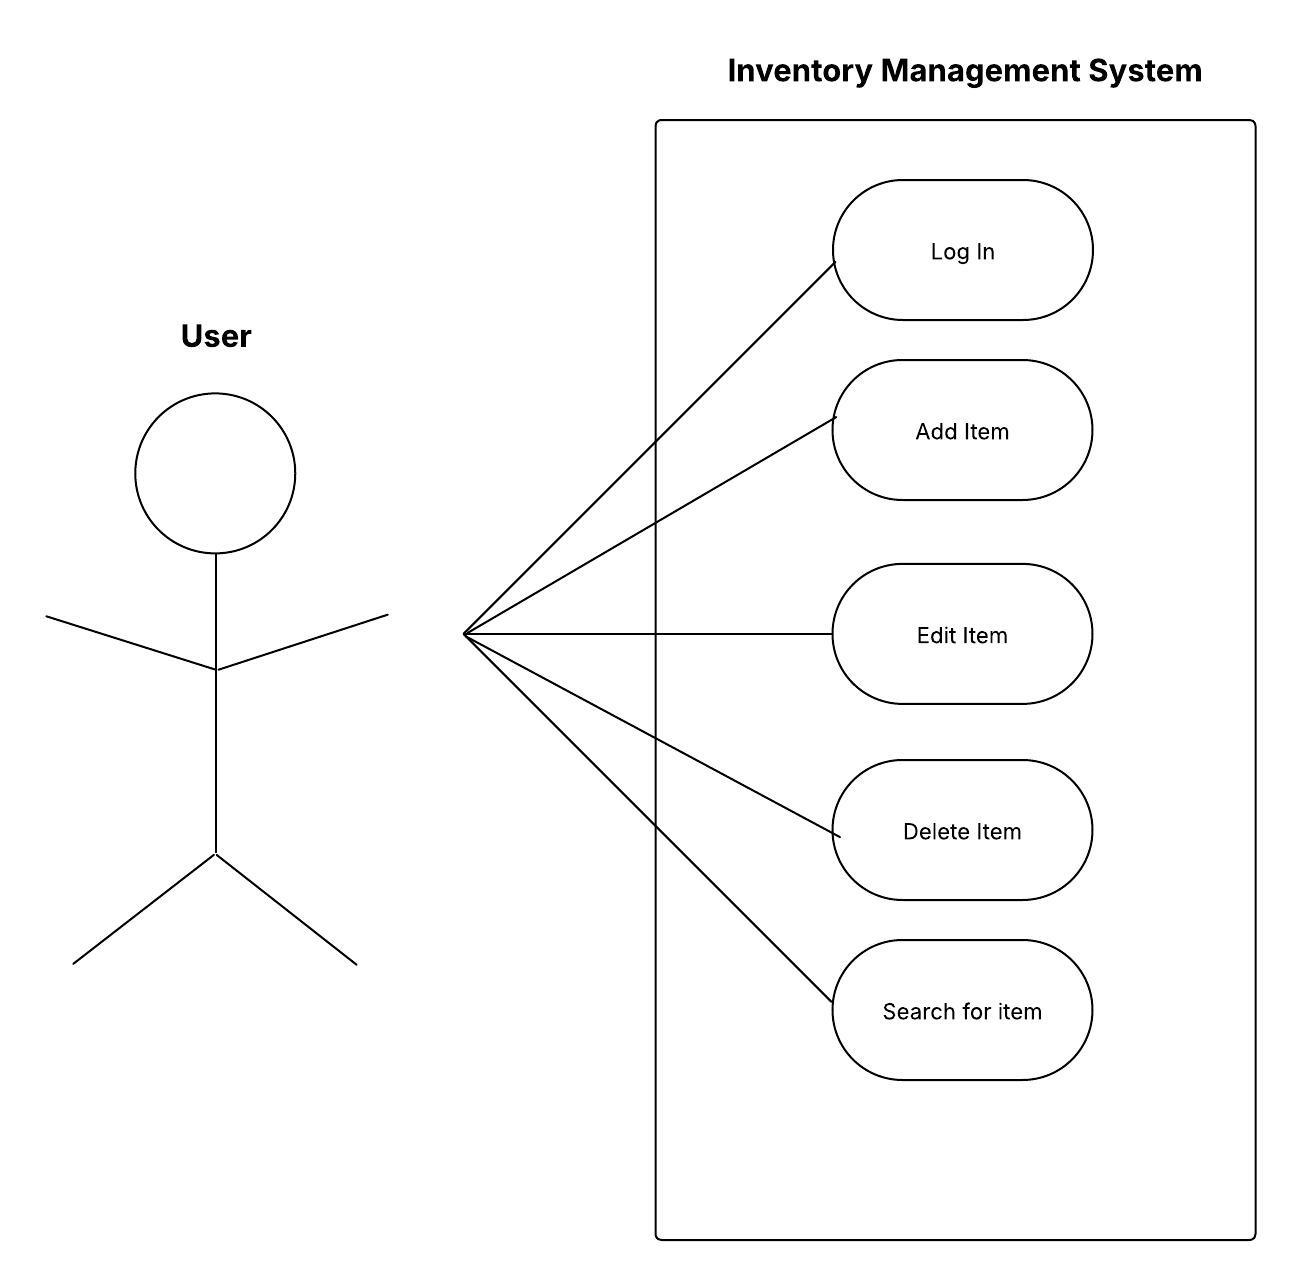 Inventory Management System
User
Log In
Add Item
Edit Item
Delete Item
Search for item